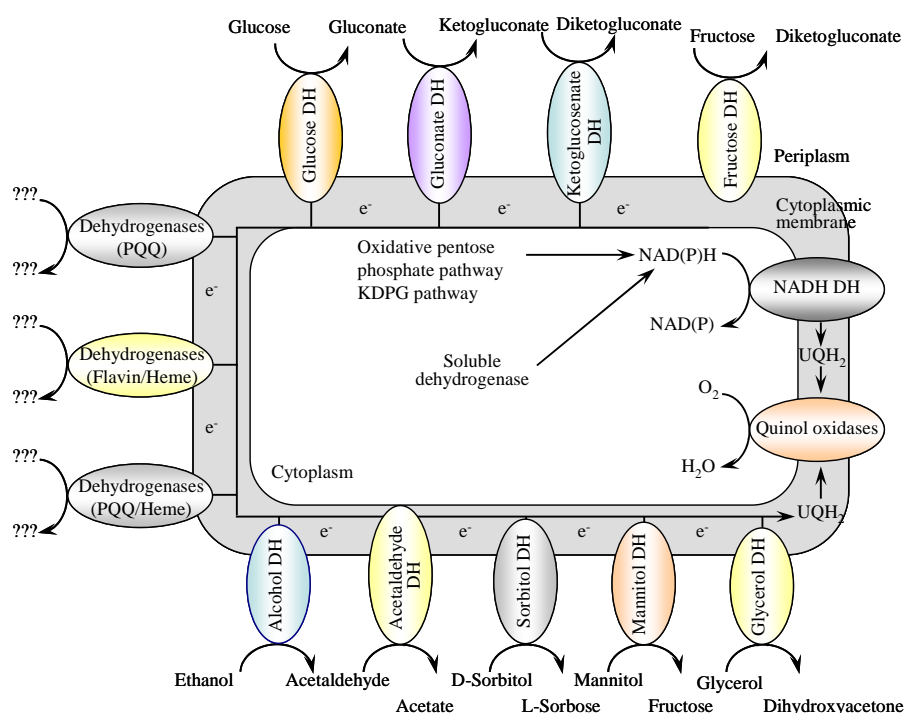 Glucose
Gluconate
Ketogluconate
Diketogluconate
Fructose
Diketogluconate
Glucose DH
Gluconate DH
Ketoglucosenate
DH
Fructose DH
Periplasm
Cytoplasmic
membrane
e-
e-
e-
???
Dehydrogenases
(PQQ)
???
Oxidative pentose
phosphate pathway
KDPG pathway
NAD(P)H
NADH DH
NAD(P)
e-
???
Dehydrogenases
(Flavin/Heme)
???
Soluble
dehydrogenase
UQH2
O2
Quinol oxidases
H2O
e-
???
Dehydrogenases
(PQQ/Heme)
???
Cytoplasm
UQH2
e-
e-
e-
e-
Alcohol DH
Acetaldehyde
DH
Sorbitol DH
Mannitol DH
Glycerol DH
Ethanol
Acetaldehyde
Acetate
D-Sorbitol
L-Sorbose
Mannitol
Fructose
Glycerol
Dihydroxyacetone